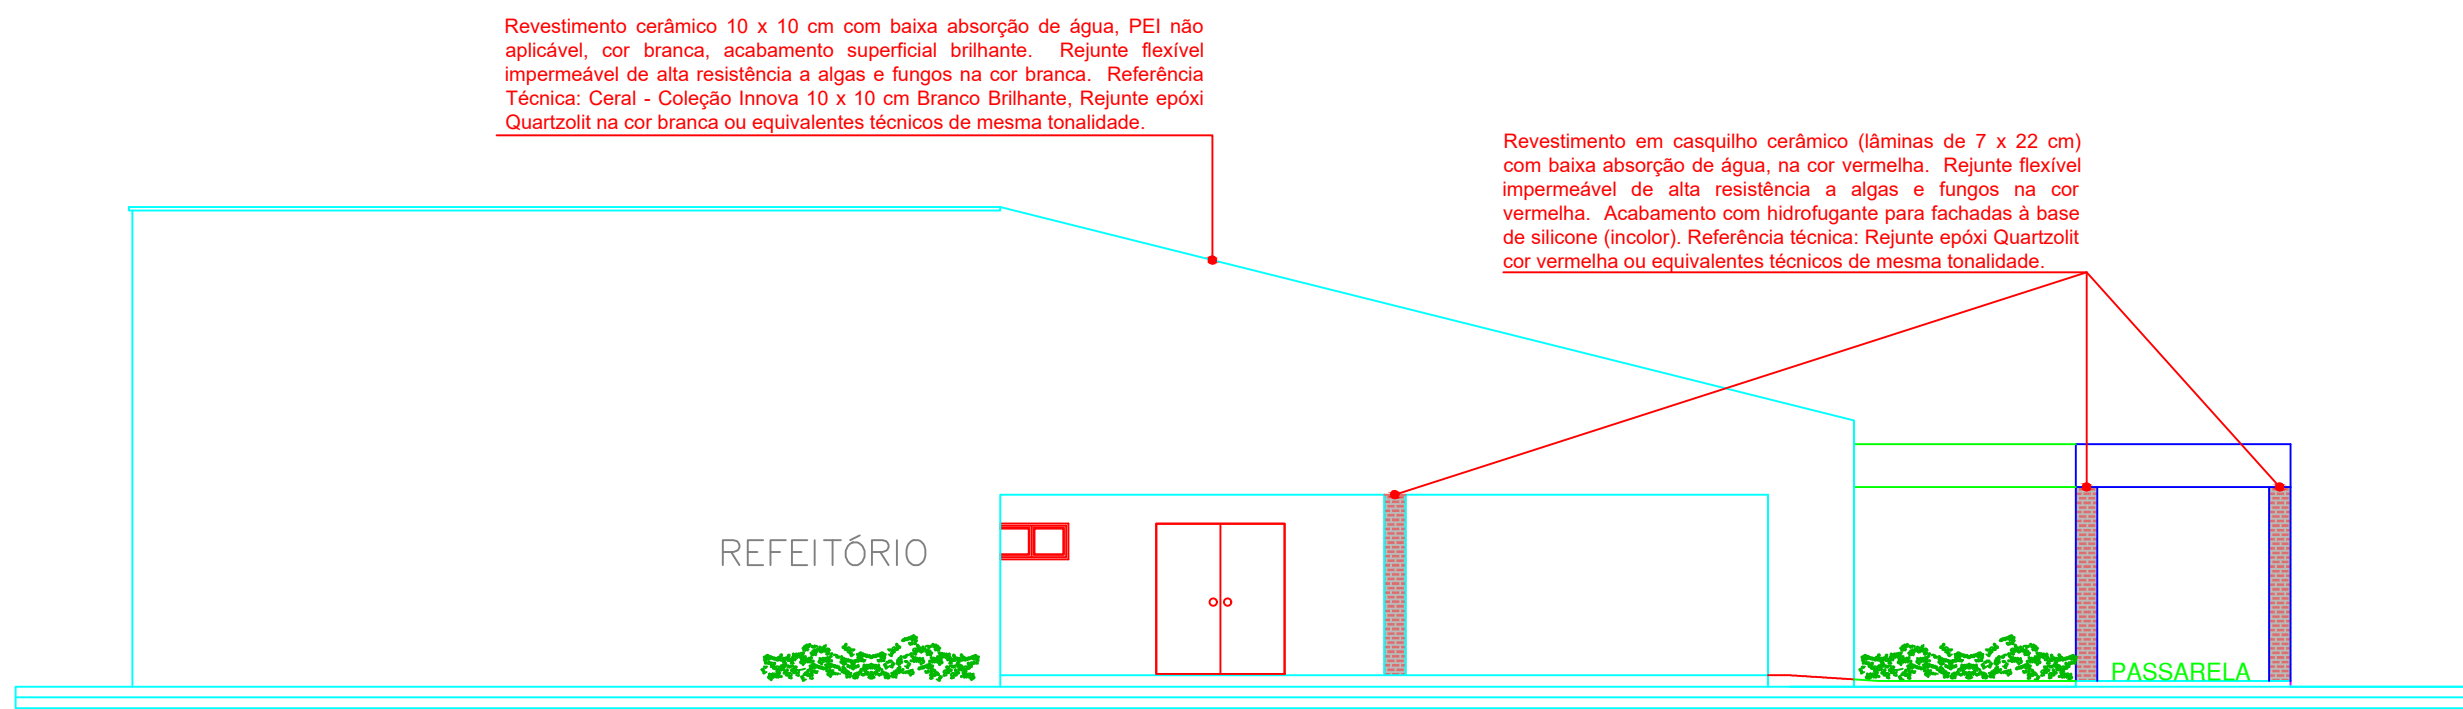 Revestimento cerâmico 10 x 10 cm com baixa absorção de água, PEI não
aplicável, cor branca, acabamento superficial brilhante. Rejunte flexível
impermeável de alta resistência a algas e fungos na cor branca. Referência
Técnica: Ceral - Coleção Innova 10 x 10 cm Branco Brilhante, Rejunte epóxi
Quartzolit na cor branca ou equivalentes técnicos de mesma tonalidade.
Revestimento em casquilho cerâmico (lâminas de 7 x 22 cm)
com baixa absorção de água, na cor vermelha. Rejunte flexível
impermeável de alta resistência a algas e fungos na cor
vermelha. Acabamento com hidrofugante para fachadas à base
de silicone (incolor). Referência técnica: Rejunte epóxi Quartzolit
cor vermelha ou equivalentes técnicos de mesma tonalidade.
REFEITÓRIO
PASSARELA